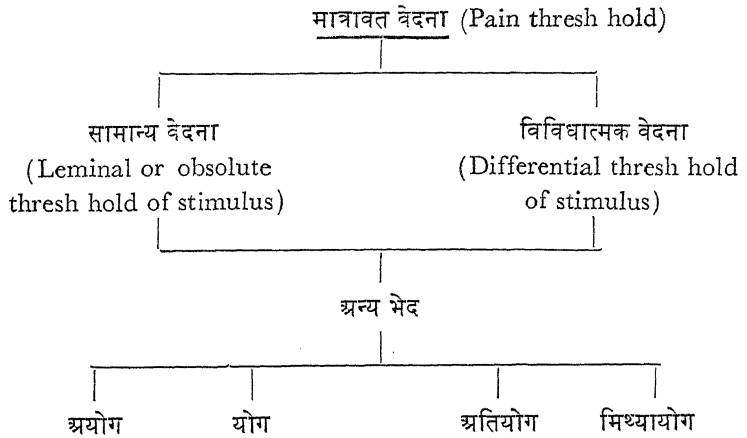 मात्रावत वेदना (Pain thresh hold)
सामान्य वेदना
(Leminal or obsolute
thresh hold of stimulus)
विविधात्मक वेदना
(Differential thresh hold
of stimulus)
अन्य भेद
अयोग योग अतियोग मिथ्यायोग